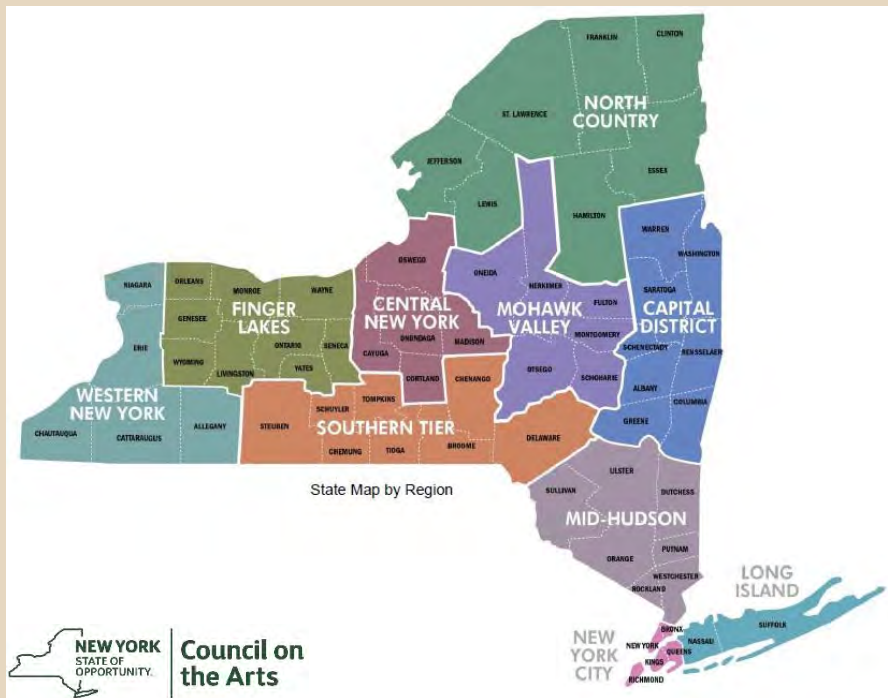 FRANKLIN
CLINTON
ST. LAWRENCE
NORTH
COUNTRY
JEFFERSON
LEWIS
ESSEX
HAMILTON
WARREN
WASHINGTON
OSWEGO
ONEIDA
HERKIMER
FULTON
SARATOGA
NIAGARA
ORLEANS
MONROE
WAYNE
GENESEE
FINGER
LAKES
CENTRAL
NEW YORK
MOHAWK
VALLEY
MONTGOMERY
CAPITAL
DISTRICT
ERIE
WYOMING
LIVINGSTON
ONTARIO
YATES
SENECA
CAYUGA
ONONDAGA
MADISON
CORTLAND
CHENANGO
OTSEGO
SCHOHARIE
SCHENECTADY
RENSSELAER
ALBANY
GREENE
COLUMBIA
WESTERN
NEW YORK
CHAUTAUQUA
CATTARAUGUS
ALLEGANY
STEUBEN
SCHUYLER
TOMPKINS
SOUTHERN TIER
CHEMUNG
TIOGA
BROOME
DELAWARE
State Map by Region
ULSTER
SULLIVAN
DUTCHESS
MID-HUDSON
ORANGE
PUTNAM
WESTCHESTER
ROCKLAND
LONG
ISLAND
BRONX
NEW YORK
QUEENS
NASSAU
SUFFOLK
KINGS
RICHMOND
NEW
YORK
CITY
NEW YORK
STATE OF
OPPORTUNITY.
Council on
the Arts